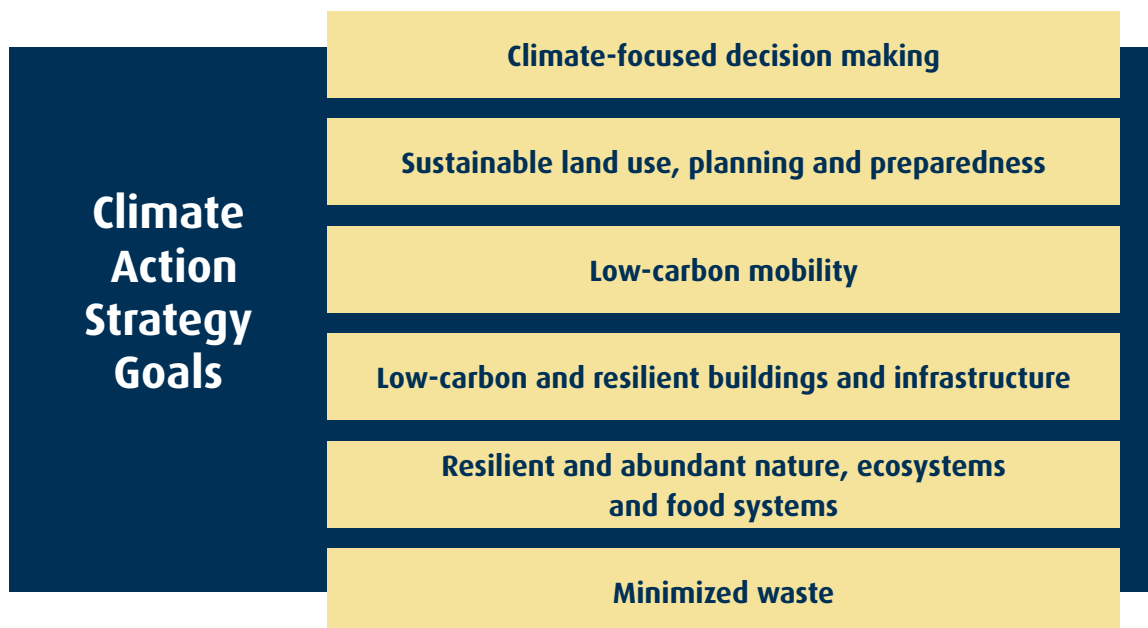 Climate
Action
Strategy
Goals
Climate-focused decision making
Sustainable land use, planning and preparedness
Low-carbon mobility
Low-carbon and resilient buildings and infrastructure
Resilient and abundant nature, ecosystems
and food systems
Minimized waste